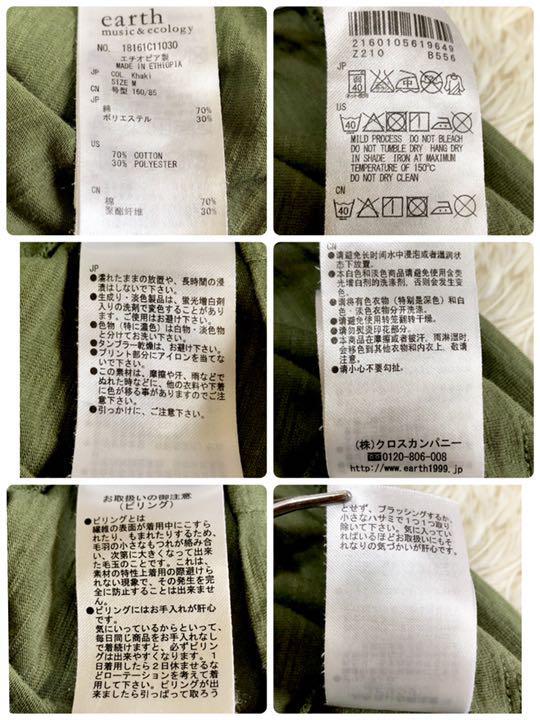 earth
music&ecology
NO. 18161C11030
エチオピア製
MADE IN ETHIOPIA
JP
COL Khaki
SIZE M
CN 号型 160/85
JP
綿 70%
ポリエステル 30%
US
70% COTTON
30% POLYESTER
CN
棉 70%
聚酯纤维 30%
2160105619649
Z210 B556
JP
40
ネット使用
US
40
CN
MILD PROCESS DO NOT BLEACH
DO NOT TUMBLE DRY HANG DRY
IN SHADE IRON AT MAXIMUM
TEMPERATURE OF 150℃
DO NOT DRY CLEAN
40
JP
●濡れたままの放置や、長時間の浸
漬はしないで下さい。
●生成り・淡色製品は、蛍光増白剤
入りの洗剤で変色することがあり
ます。ご使用はお避け下さい。
●色物(特に濃色)は白物・淡色物
と分けてお洗い下さい。
●タンブラー乾燥は、お避け下さい。
●プリント部分にアイロンを当てな
いで下さい。
●この素材は、摩擦や汗、雨などで
ぬれた時などに、他の衣料や下着
に色が移る事がありますのでご注
意下さい。
●引っかけに、ご注意下さい。
CN
●请避免长时间水中浸泡或者濡润状
态下放置。
●本白色和淡色商品请避免使用含荧
光增白剂的洗涤剂，否则会发生变
色。
●请将有色衣物（特别是深色）和白
色、淡色衣物分开洗涤。
●请避免使用转笼翻转干燥。
●请勿熨烫印花部分。
●本商品在摩擦或者被汗，雨淋湿时，
会移到其他衣物和内衣上，敬请
注意。
●请小心不要勾扯。
(株)クロスカンパニー
0120-806-008
http://www.earth1999.jp
お取扱いの御注意
(ピリング)
●ピリングとは
繊維の表面が着用中にこすら
れたり、もまれたりするため、
毛羽の小さなもつれが絡み合
い、次第に大きくなって出来
た毛玉のことです。これは、
素材の特性上着用の際避けら
れない現象で、その発生を完
全に防止することは出来ませ
ん。
●ピリングにはお手入れが肝心
です。
気にいっているからといって、
毎日同じ商品をお手入れなし
で着続けますと、必ずピリン
グは出来やすくなります。1
日着用したら2日休ませるな
どローテーションを考えて着
用して下さい。ピリングが出
来ましたら引っぱって取ろう
とせず、ブラッシングするか
小さなハサミで1つ1つ取り
除いて下さい。気に入ってい
ればいるほどお取扱いにもそ
れなりの気づかいが肝心です。